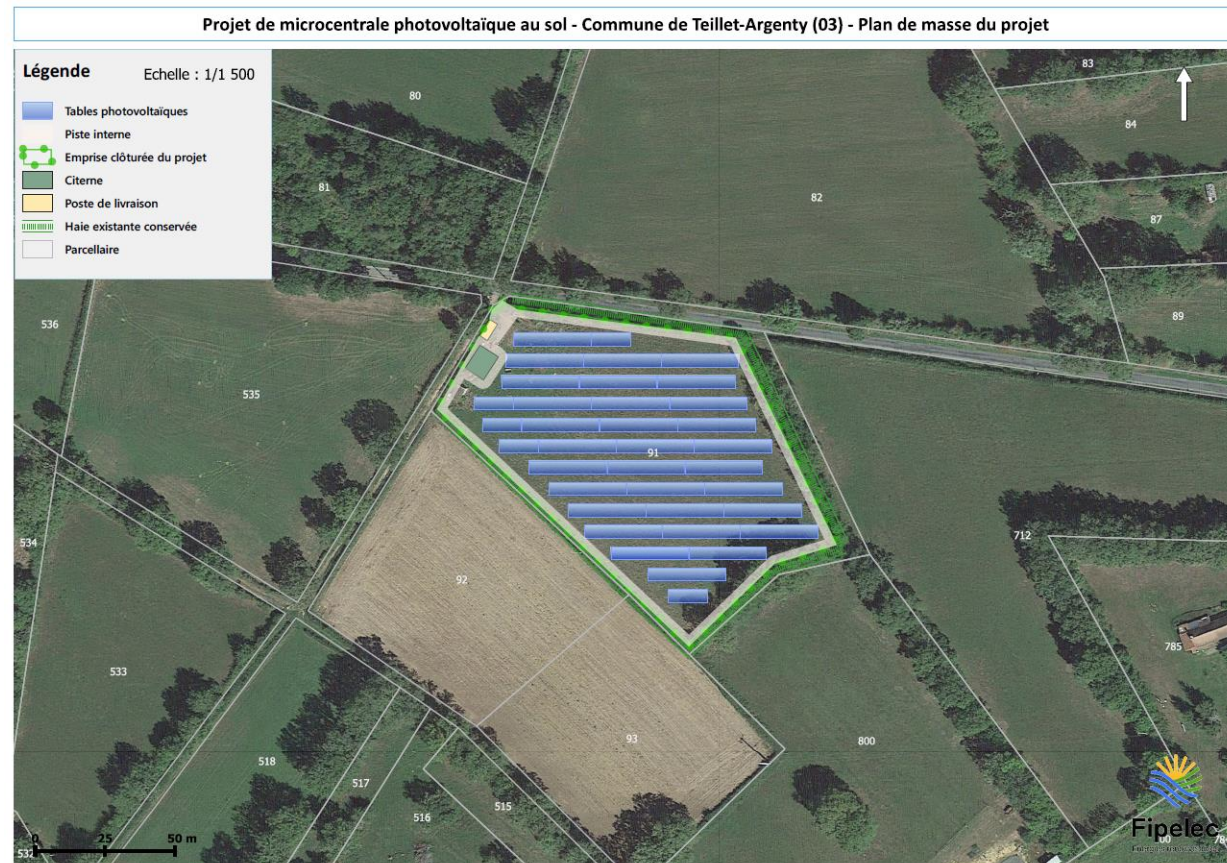 Projet de microcentrale photovoltaïque au sol - Commune de Teillet-Argenty (03) - Plan de masse du projet
Légende
Echelle : 1/1 500
Tables photovoltaïques
Piste interne
Emprise clôturée du projet
Citerne
Poste de livraison
Haie existante conservée
Parcellaire
80
83
84
81
82
87
536
89
535
91
534
712
92
785
533
93
800
518
517
515
516
0 25 50 m
Fipelec